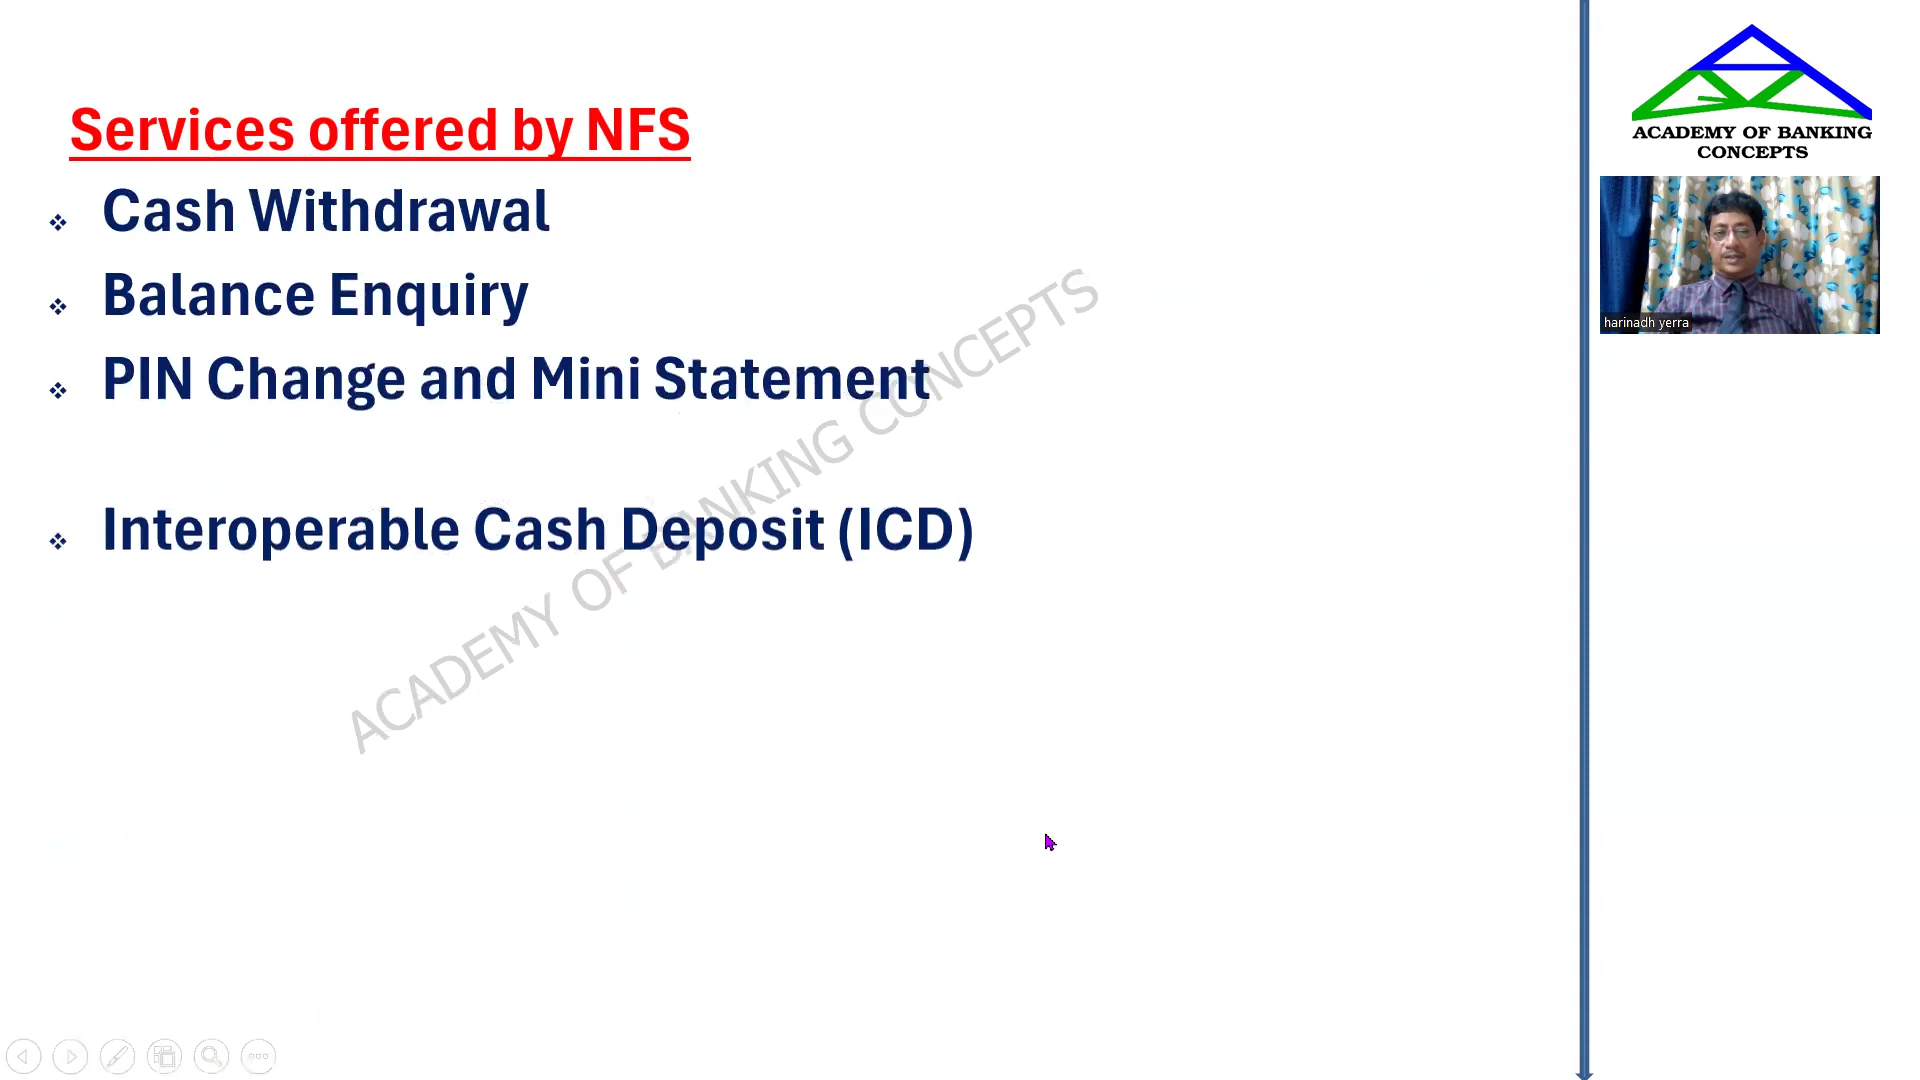 Services offered by NFS
Cash Withdrawal
Balance Enquiry
PIN Change and Mini Statement
Interoperable Cash Deposit (ICD)
ACADEMY OF BANKING CONCEPTS
ACADEMY OF BANKING
CONCEPTS
harinadh yerra